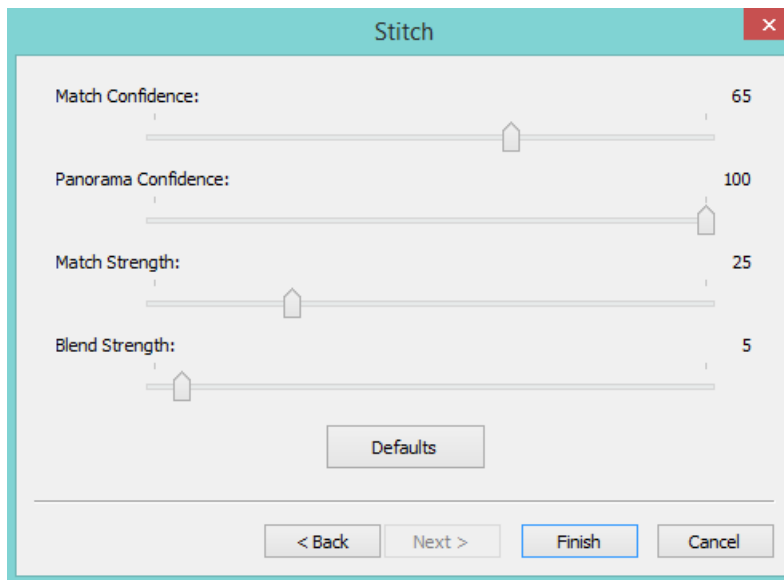 Stitch
Match Confidence: 65
Panorama Confidence: 100
Match Strength: 25
Blend Strength: 5
Defaults
< Back Next > Finish Cancel